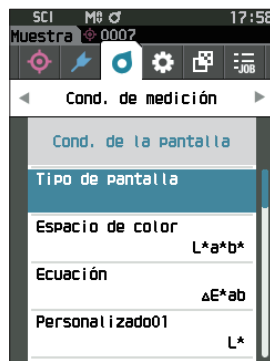 SCI M ♂ 17:58
Muestra 0007
-JOB
Cond. de medición
Cond. de la pantalla
Tipo de pantalla
Espacio de color
L*a*b*
Ecuación
ΔE*ab
Personalizado01
L*